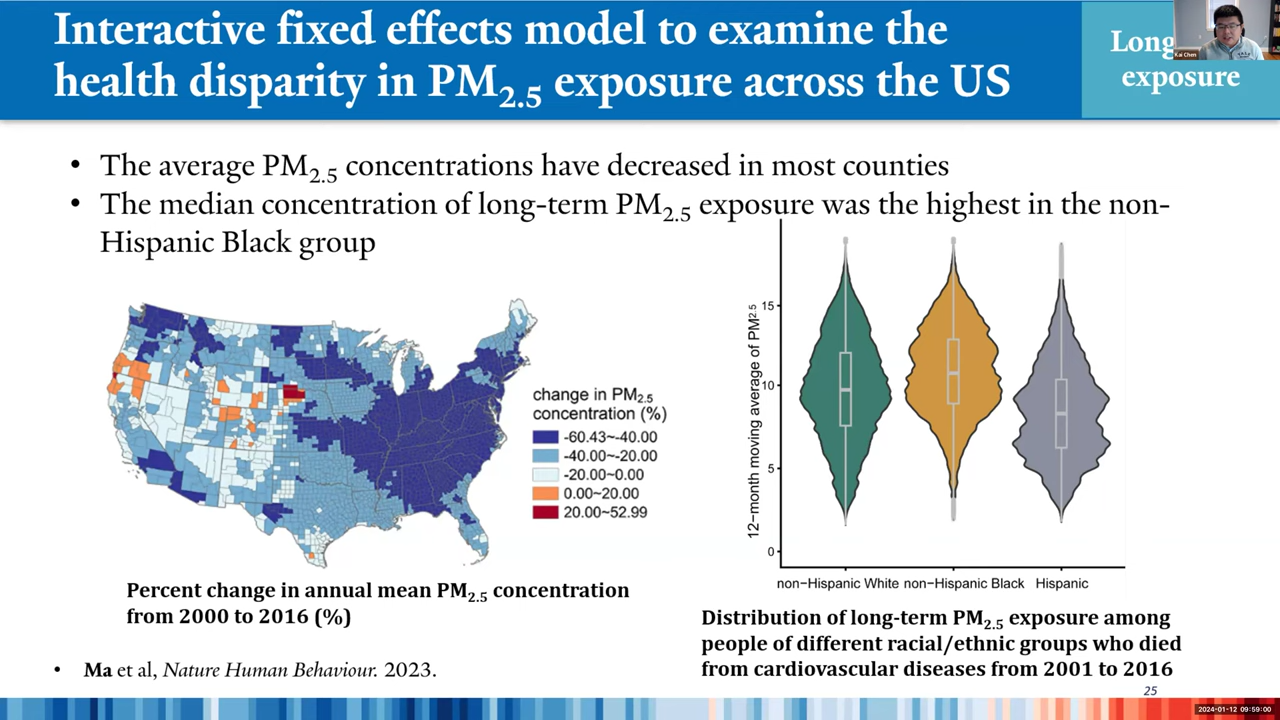 Interactive fixed effects model to examine the
health disparity in PM2.5 exposure across the US
Long
exposure
Kai Chen
• The average PM2.5 concentrations have decreased in most counties
• The median concentration of long-term PM2.5 exposure was the highest in the non-
Hispanic Black group
change in PM2.5
concentration (%)
-60.43~-40.00
-40.00~-20.00
-20.00~0.00
0.00~20.00
20.00~52.99
Percent change in annual mean PM2.5 concentration
from 2000 to 2016 (%)
12−month moving average of PM2.5
15
10
5
0
non−Hispanic White
non−Hispanic Black
Hispanic
Distribution of long-term PM2.5 exposure among
people of different racial/ethnic groups who died
from cardiovascular diseases from 2001 to 2016
• Ma et al, Nature Human Behaviour. 2023.
25
2024-01-12 09:59:00